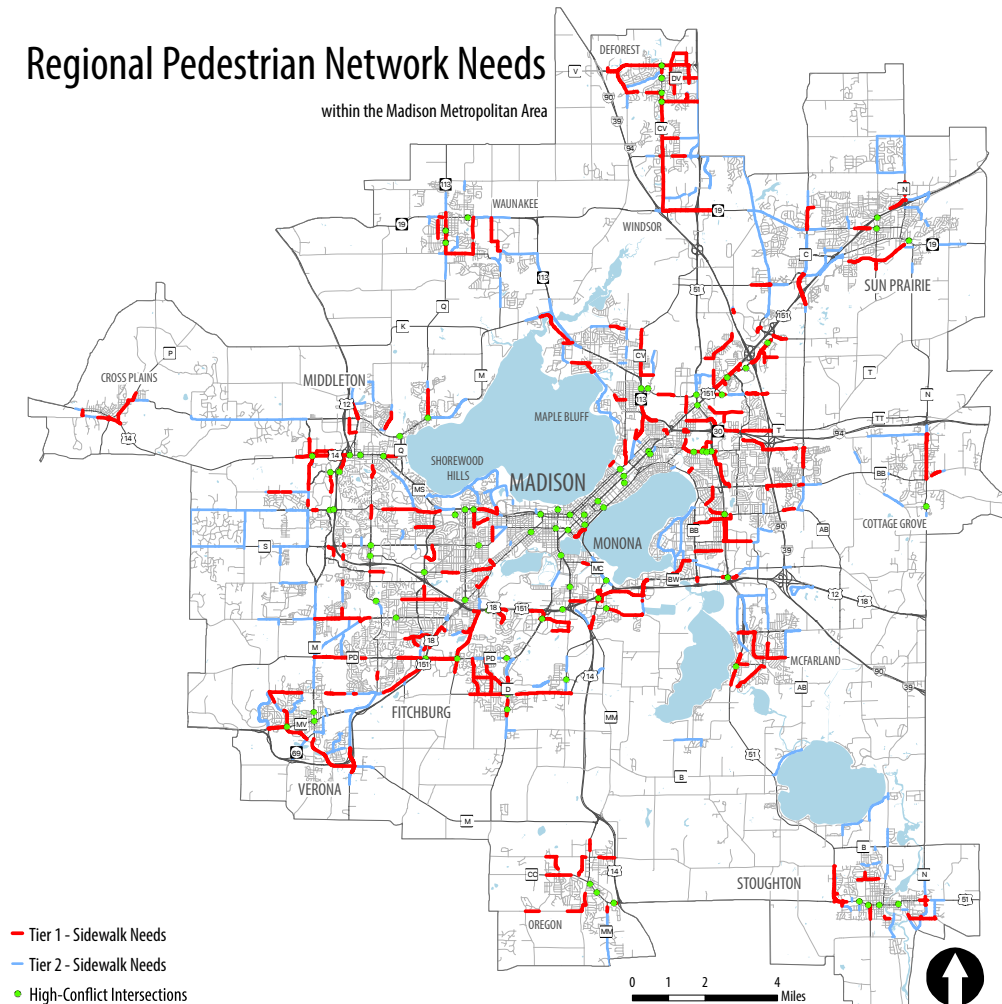 Regional Pedestrian Network Needs
within the Madison Metropolitan Area
DEFOREST
V
DV
90
39
CV
94
113
N
WAUNAKEE
19
19
WINDSOR
19
C
113
51
SUN PRAIRIE
Q
151
K
P
M
CV
T
CROSS PLAINS
MIDDLETON
12
MAPLE BLUFF
151
113
N
14
30
T
TT
94
14
Q
SHOREWOOD
HILLS
MADISON
BB
MS
COTTAGE GROVE
90
AB
BB
S
MONONA
39
MC
BW
12
18
18
151
18
M
PD
151
PD
MCFARLAND
90
14
AB
39
D
FITCHBURG
MV
MM
69
51
VERONA
B
M
B
CC
14
STOUGHTON
N
51
OREGON
MM
Tier 1 - Sidewalk Needs
Tier 2 - Sidewalk Needs
High-Conflict Intersections
0 1 2 4
Miles